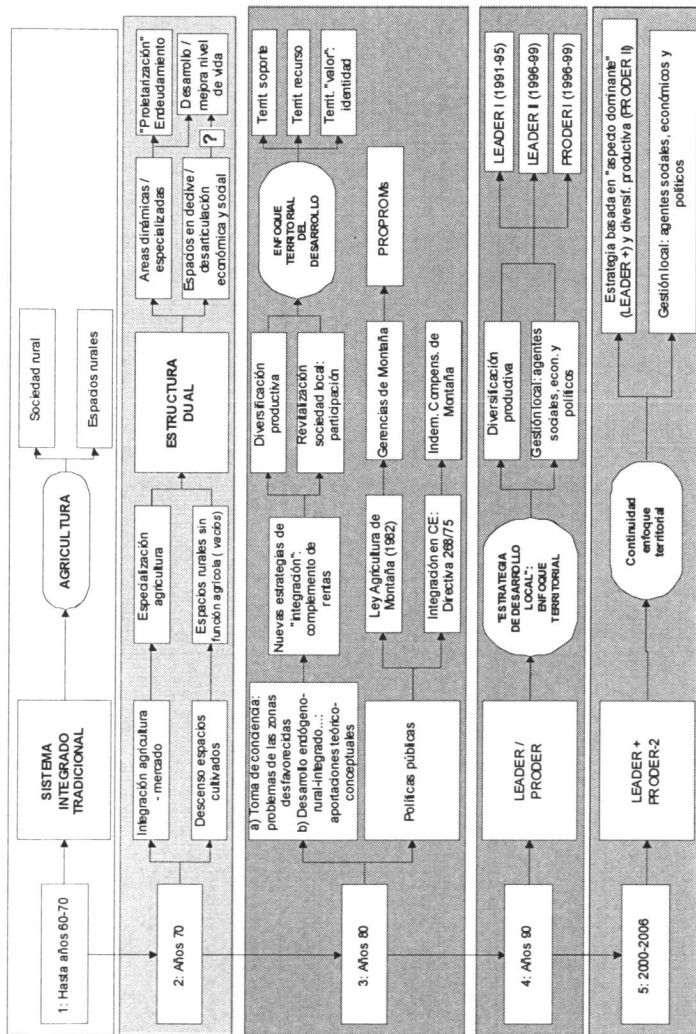 1: Hasta años 60-70
SISTEMA
INTEGRADO
TRADICIONAL
AGRICULTURA
Sociedad rural
Espacios rurales
2: Años 70
Integración agricultura
- mercado
Descenso espacios
cultivados
Especialización
agricultura
Espacios rurales sin
función agrícola (vacíos)
ESTRUCTURA
DUAL
Areas dinámicas /
especializadas
Espacios en declive /
desarticulación
económica y social
"Proletarización"
Endeudamiento
Desarrollo /
mejora nivel
de vida
?
3: Años 80
a) Toma de conciencia:
problemas de las zonas
desfavorecidas
b) Desarollo endógeno-
rural-integrado,...:
aportaciones teórico-
conceptuales
Políticas públicas
Nuevas estrategias de
"integración":
complemento de
rentas
Ley Agricultura de
Montaña (1982)
Integración en CE:
Directiva 268/75
Diversificación
productiva
Revitalización
sociedad local:
participación
Gerencias de Montaña
Indem. Compens. de
Montaña
ENFOQUE
TERRITORIAL
DEL
DESARROLLO
PROPROMs
Territ. soporte
Territ. recurso
Territ. "valor":
identidad
4: Años 90
LEADER /
PRODER
"ESTRATEGIA
DE DESARROLLO
LOCAL":
ENFOQUE
TERRITORIAL
Diversificación
productiva
Gestión local: agentes
sociales, econ. y
políticos
LEADER I (1991-95)
LEADER II (1996-99)
PRODER I (1996-99)
5: 2000-2006
LEADER +
PRODER-2
Continuidad
enfoque
territorial
Estrategia basada en "aspecto dominante"
(LEADER +) y diversif. productiva (PRODER II)
Gestión local: agentes sociales, económicos y
políticos